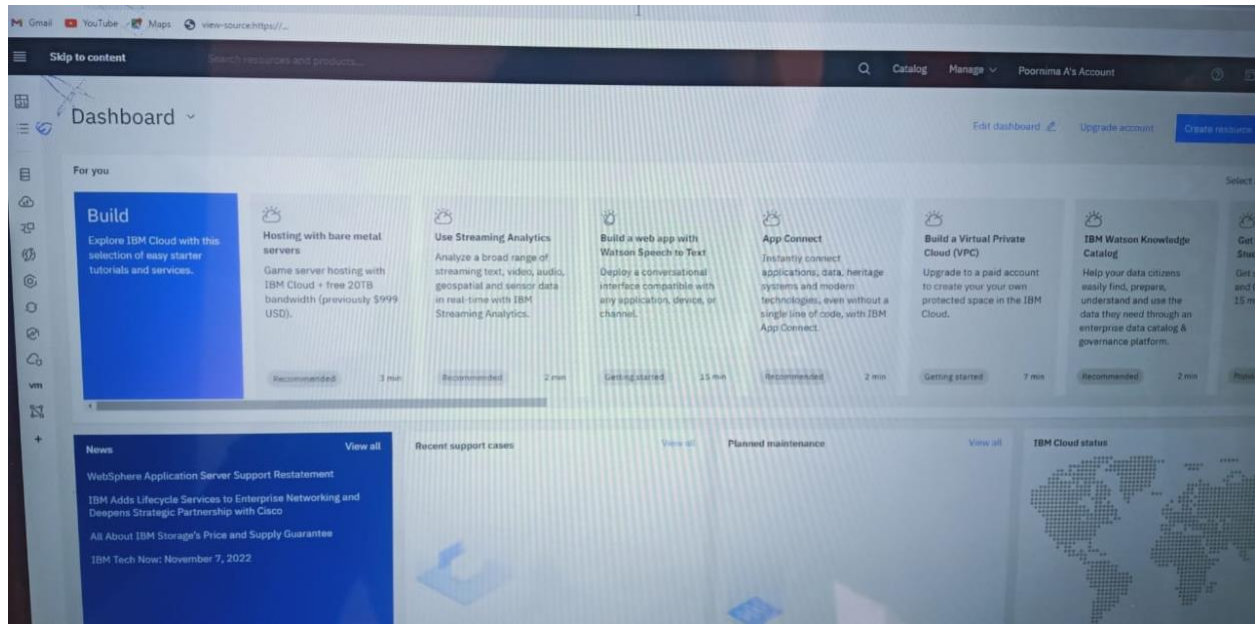 Gmail YouTube Maps view-source:https://...
Skip to content
Search resources and products...
Catalog Manage Poornima A's Account
Dashboard
Edit dashboard Upgrade account Create resource
For you
Select
Build
Explore IBM Cloud with this
selection of easy starter
tutorials and services.
Hosting with bare metal
servers
Game server hosting with
IBM Cloud + free 20TB
bandwidth (previously $999
USD).
Recommended 3 min
Use Streaming Analytics
Analyze a broad range of
streaming text, video, audio,
geospatial and sensor data
in real-time with IBM
Streaming Analytics.
Recommended 2 min
Build a web app with
Watson Speech to Text
Deploy a conversational
interface compatible with
any application, device, or
channel.
Getting started 15 min
App Connect
Instantly connect
applications, data, heritage
systems and modern
technologies, even without a
single line of code, with IBM
App Connect.
Recommended 2 min
Build a Virtual Private
Cloud (VPC)
Upgrade to a paid account
to create your your own
protected space in the IBM
Cloud.
Getting started 7 min
IBM Watson Knowledge
Catalog
Help your data citizens
easily find, prepare,
understand and use the
data they need through an
enterprise data catalog &
governance platform.
Recommended 2 min
Get
Stud
Get
and
15 m
vm
News View all
WebSphere Application Server Support Restatement
IBM Adds Lifecycle Services to Enterprise Networking and
Deepens Strategic Partnership with Cisco
All About IBM Storage's Price and Supply Guarantee
IBM Tech Now: November 7, 2022
Recent support cases View all
Planned maintenance View all
IBM Cloud status